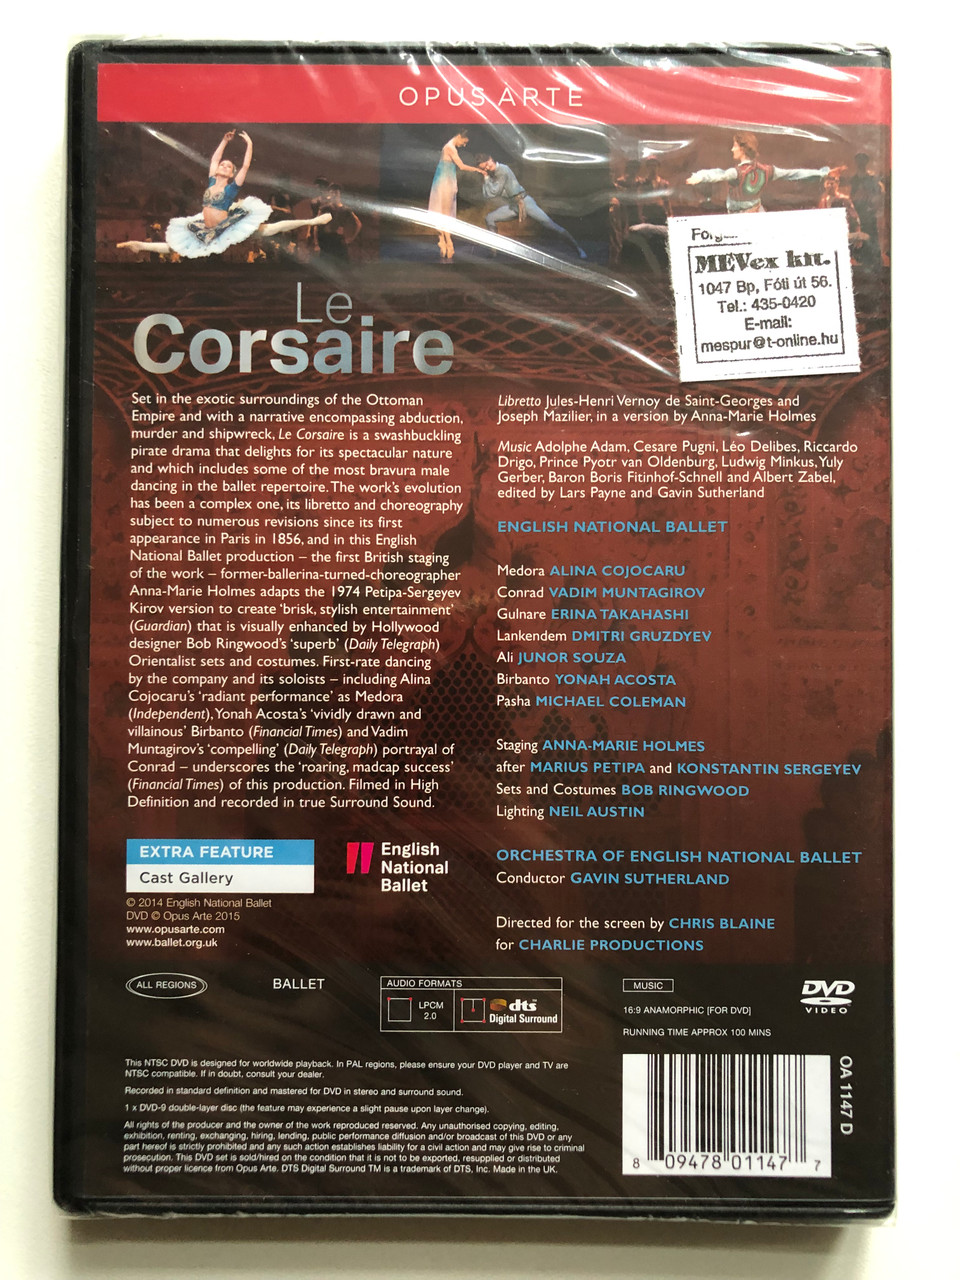 OPUS ARTE
MEVex kft.
1047 Bp, Fóti út 56.
Tel.: 435-0420
E-mail:
mespur@t-online.hu
Le
Corsaire
Set in the exotic surroundings of the Ottoman
Empire and with a narrative encompassing abduction,
murder and shipwreck, Le Corsaire is a swashbuckling
pirate drama that delights for its spectacular nature
and which includes some of the most bravura male
dancing in the ballet repertoire. The work's evolution
has been a complex one, its libretto and choreography
subject to numerous revisions since its first
appearance in Paris in 1856, and in this English
National Ballet production – the first British staging
of the work – former-ballerina-turned-choreographer
Anna-Marie Holmes adapts the 1974 Petipa-Sergeyev
Kirov version to create 'brisk, stylish entertainment'
(Guardian) that is visually enhanced by Hollywood
designer Bob Ringwood's 'superb' (Daily Telegraph)
Orientalist sets and costumes. First-rate dancing
by the company and its soloists – including Alina
Cojocaru's 'radiant performance' as Medora
(Independent), Yonah Acosta's 'vividly drawn and
villainous' Birbanto (Financial Times) and Vadim
Muntagirov's 'compelling' (Daily Telegraph) portrayal of
Conrad – underscores the 'roaring, madcap success'
(Financial Times) of this production. Filmed in High
Definition and recorded in true Surround Sound.
EXTRA FEATURE
Cast Gallery
English
National
Ballet
© 2014 English National Ballet
DVD © Opus Arte 2015
www.opusarte.com
www.ballet.org.uk
Libretto Jules-Henri Vernoy de Saint-Georges and
Joseph Mazilier, in a version by Anna-Marie Holmes
Music Adolphe Adam, Cesare Pugni, Léo Delibes, Riccardo
Drigo, Prince Pyotr van Oldenburg, Ludwig Minkus, Yuly
Gerber, Baron Boris Fitinhof-Schnell and Albert Zabel,
edited by Lars Payne and Gavin Sutherland
ENGLISH NATIONAL BALLET
Medora ALINA COJOCARU
Conrad VADIM MUNTAGIROV
Gulnare ERINA TAKAHASHI
Lankendem DMITRI GRUZDYEV
Ali JUNOR SOUZA
Birbanto YONAH ACOSTA
Pasha MICHAEL COLEMAN
Staging ANNA-MARIE HOLMES
after MARIUS PETIPA and KONSTANTIN SERGEYEV
Sets and Costumes BOB RINGWOOD
Lighting NEIL AUSTIN
ORCHESTRA OF ENGLISH NATIONAL BALLET
Conductor GAVIN SUTHERLAND
Directed for the screen by CHRIS BLAINE
for CHARLIE PRODUCTIONS
ALL REGIONS
BALLET
AUDIO FORMATS
LPCM
2.0
dts
Digital Surround
MUSIC
16:9 ANAMORPHIC [FOR DVD]
RUNNING TIME APPROX 100 MINS
DVD
VIDEO
This NTSC DVD is designed for worldwide playback. In PAL regions, please ensure your DVD player and TV are
NTSC compatible. If in doubt, consult your dealer.
Recorded in standard definition and mastered for DVD in stereo and surround sound.
1 x DVD-9 double-layer disc (the feature may experience a slight pause upon layer change).
All rights of the producer and the owner of the work reproduced reserved. Any unauthorised copying, editing,
exhibition, renting, exchanging, hiring, lending, public performance diffusion and/or broadcast of this DVD or any
part hereof is strictly prohibited and any such action establishes liability for a civil action and may give rise to criminal
prosecution. This DVD set is sold/hired on the condition that it is not to be exported, resupplied or distributed
without proper licence from Opus Arte. DTS Digital Surround TM is a trademark of DTS, Inc. Made in the UK.
8 09478 01147 7
OA 1147 D